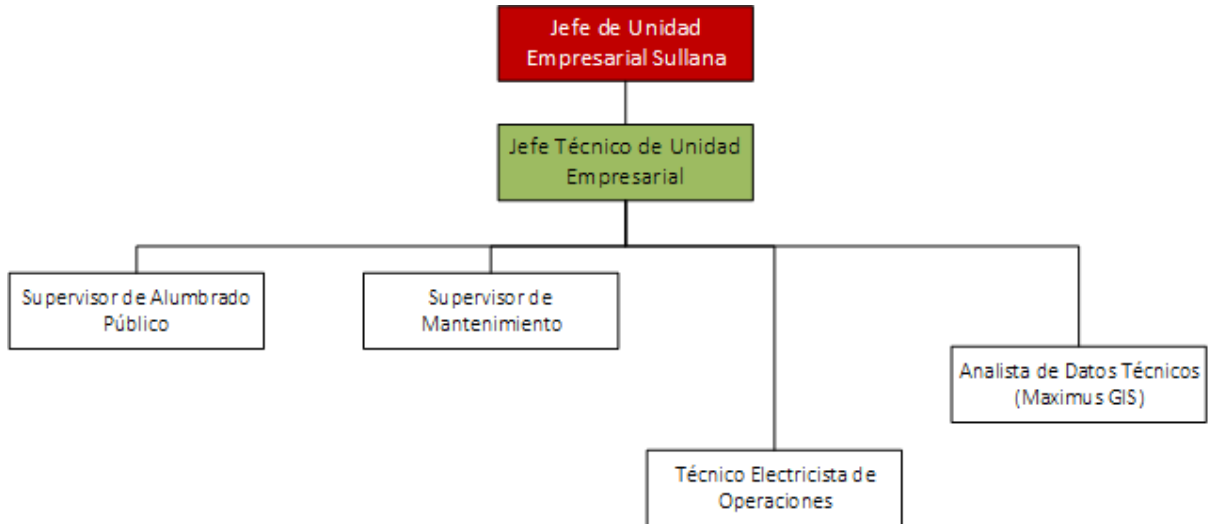 Jefe de Unidad
Empresarial Sullana
Jefe Técnico de Unidad
Empresarial
Supervisor de Alumbrado
Público
Supervisor de
Mantenimiento
Analista de Datos Técnicos
(Maximus GIS)
Técnico Electricista de
Operaciones